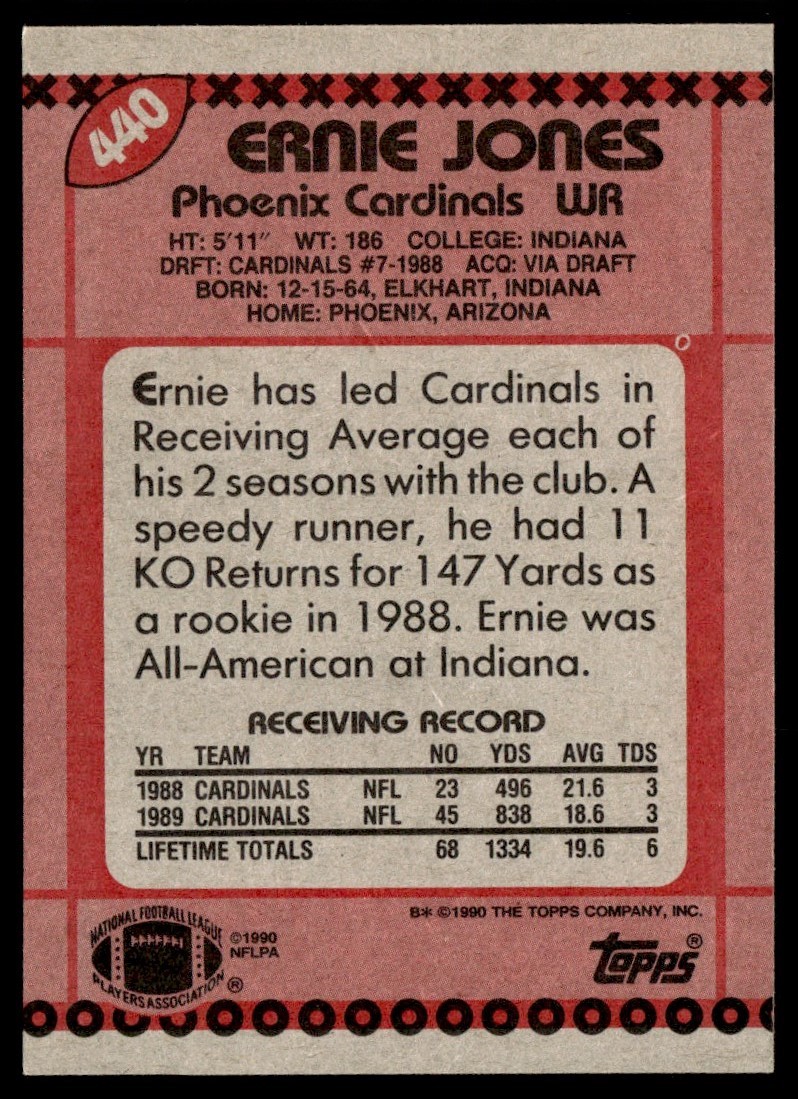 440
ERNIE JONES
Phoenix Cardinals WR
HT: 5'11" WT: 186 COLLEGE: INDIANA
DRFT: CARDINALS #7-1988 ACQ: VIA DRAFT
BORN: 12-15-64, ELKHART, INDIANA
HOME: PHOENIX, ARIZONA
Ernie has led Cardinals in
Receiving Average each of
his 2 seasons with the club. A
speedy runner, he had 11
KO Returns for 147 Yards as
a rookie in 1988. Ernie was
All-American at Indiana.
RECEIVING RECORD
YR TEAM NO YDS AVG TDS
1988 CARDINALS NFL 23 496 21.6 3
1989 CARDINALS NFL 45 838 18.6 3
LIFETIME TOTALS 68 1334 19.6 6
B* ©1990 THE TOPPS COMPANY, INC.
NATIONAL FOOTBALL LEAGUE
PLAYERS ASSOCIATION ®
©1990
NFLPA
topps ®